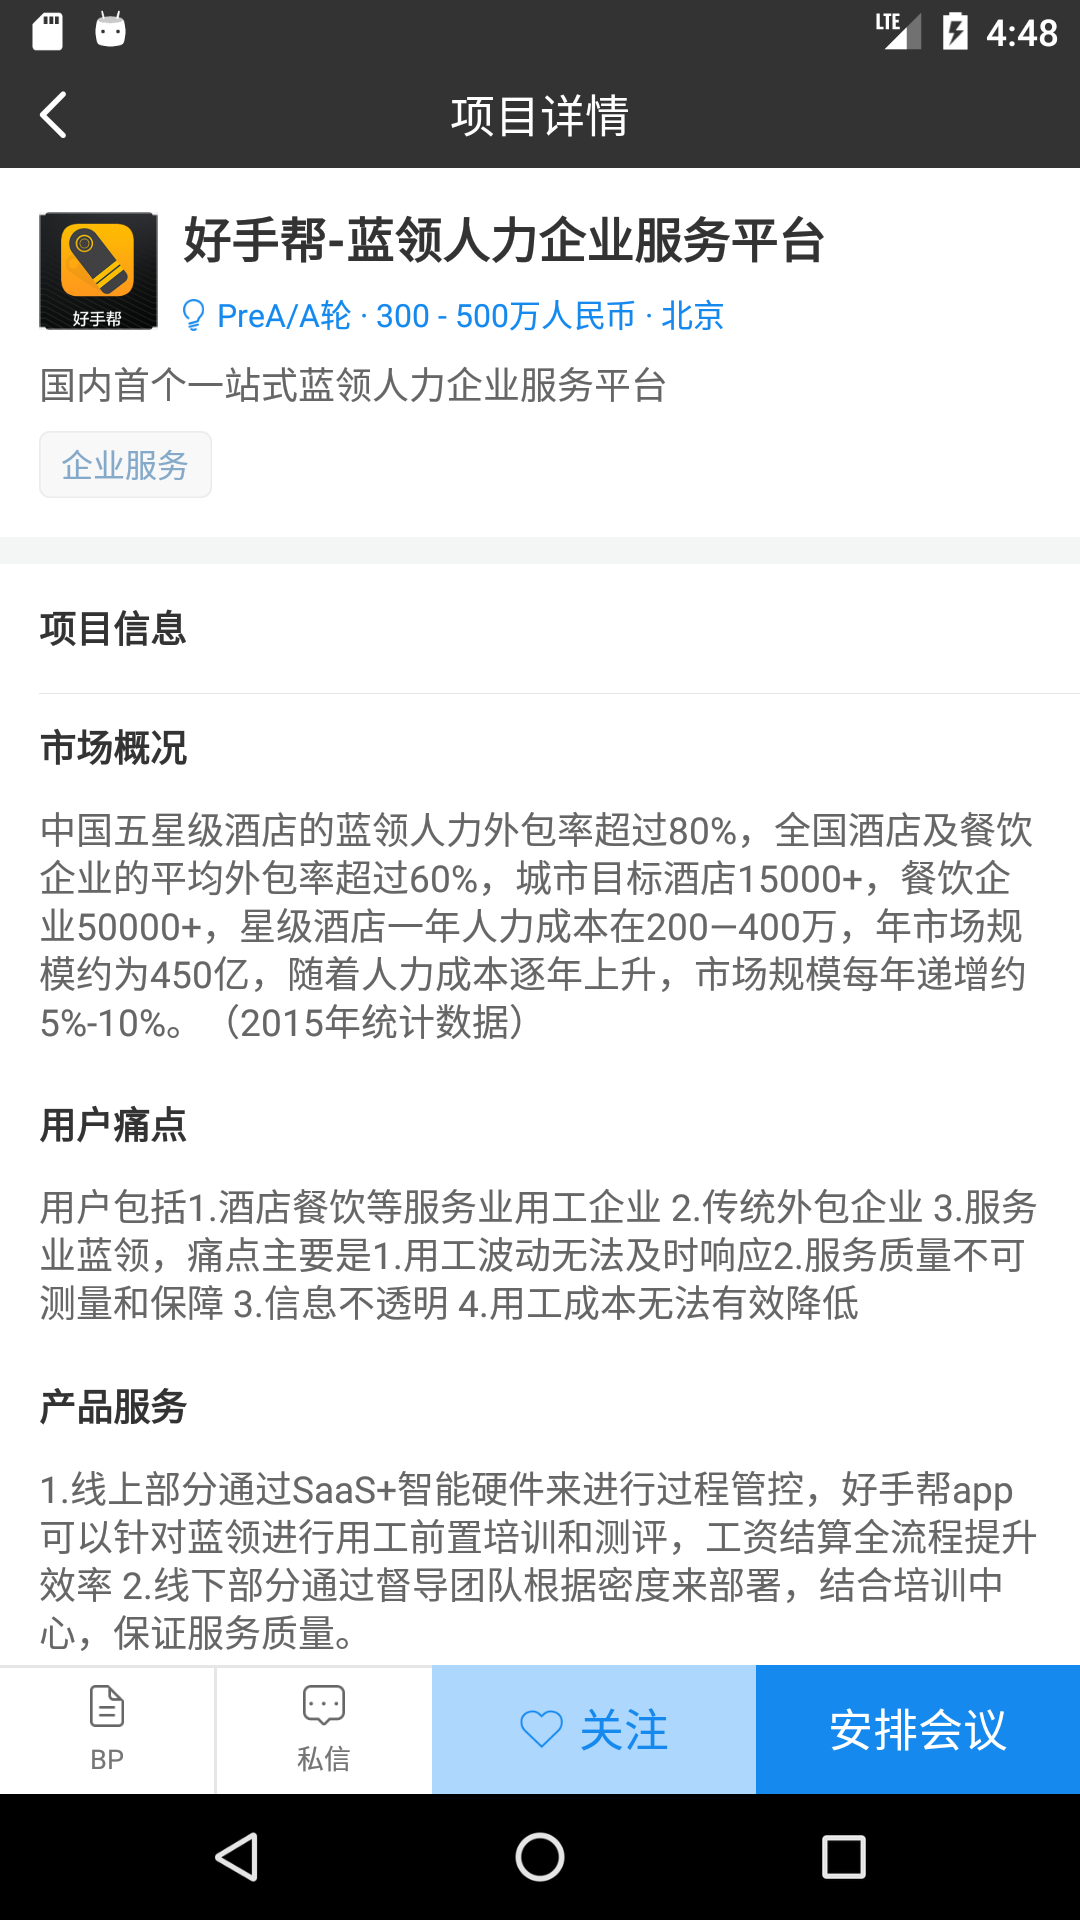 LTE 4:48
项目详情
好手帮
好手帮-蓝领人力企业服务平台
PreA/A轮 · 300 - 500万人民币 · 北京
国内首个一站式蓝领人力企业服务平台
企业服务
项目信息
市场概况
中国五星级酒店的蓝领人力外包率超过80%，全国酒店及餐饮
企业的平均外包率超过60%，城市目标酒店15000+，餐饮企
业50000+，星级酒店一年人力成本在200—400万，年市场规
模约为450亿，随着人力成本逐年上升，市场规模每年递增约
5%-10%。（2015年统计数据）
用户痛点
用户包括1.酒店餐饮等服务业用工企业 2.传统外包企业 3.服务
业蓝领，痛点主要是1.用工波动无法及时响应2.服务质量不可
测量和保障 3.信息不透明 4.用工成本无法有效降低
产品服务
1.线上部分通过SaaS+智能硬件来进行过程管控，好手帮app
可以针对蓝领进行用工前置培训和测评，工资结算全流程提升
效率 2.线下部分通过督导团队根据密度来部署，结合培训中
心，保证服务质量。
BP
私信
关注
安排会议